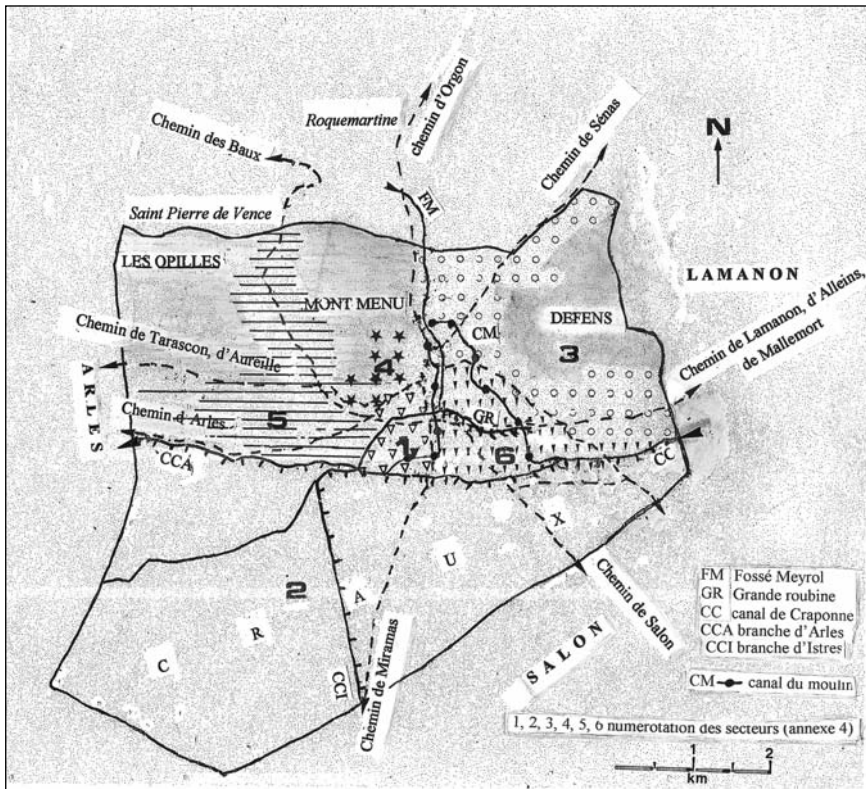 Chemin des Baux
Roquemartine
chemin d'Orgon
Chemin de Sénas
N
FM
Saint Pierre de Vence
LES OPILLES
LAMANON
MONT MENU
CM
DEFENS
3
Chemin de Lamanon, d'Alleins,
de Mallemort
Chemin de Tarascon, d'Aureille
4
ARLES
Chemin d'Arles
5
GR
1
6
CCA
CC
X
U
A
R
C
2
CCI
Chemin de Miramas
Chemin de Salon
SALON
FM Fossé Meyrol
GR Grande roubine
CC canal de Craponne
CCA branche d'Arles
CCI branche d'Istres
CM canal du moulin
1, 2, 3, 4, 5, 6 numerotation des secteurs (annexe 4)
1 2
km